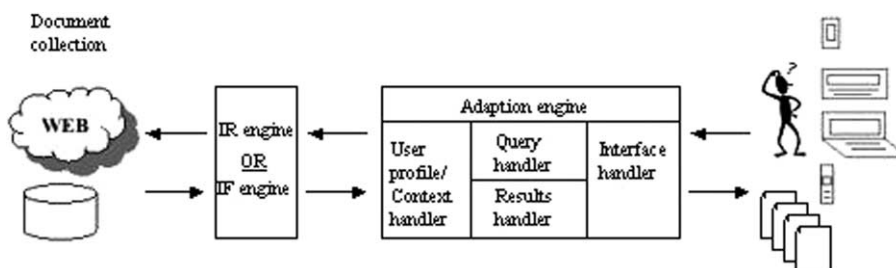 Document
collection
WEB
IR engine
OR
IF engine
Adaption engine
User
profile/
Context
handler
Query
handler
Results
handler
Interface
handler
?